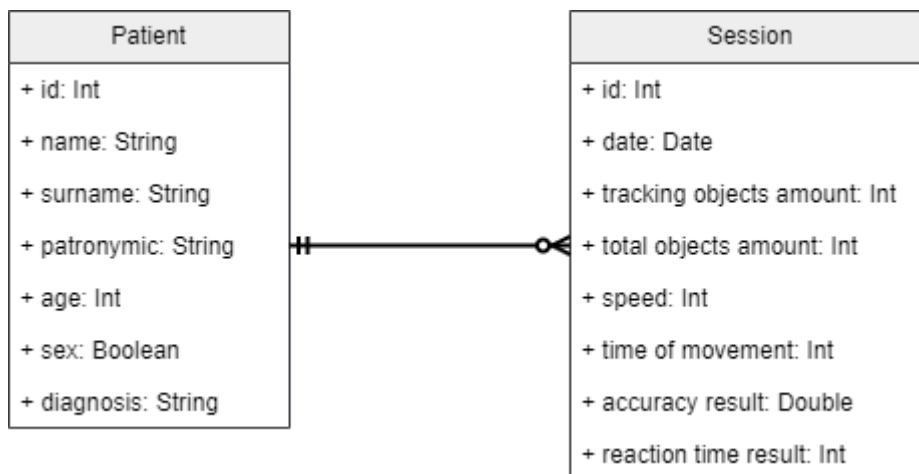 Patient
+ id: Int
+ name: String
+ surname: String
+ patronymic: String
+ age: Int
+ sex: Boolean
+ diagnosis: String
Session
+ id: Int
+ date: Date
+ tracking objects amount: Int
+ total objects amount: Int
+ speed: Int
+ time of movement: Int
+ accuracy result: Double
+ reaction time result: Int